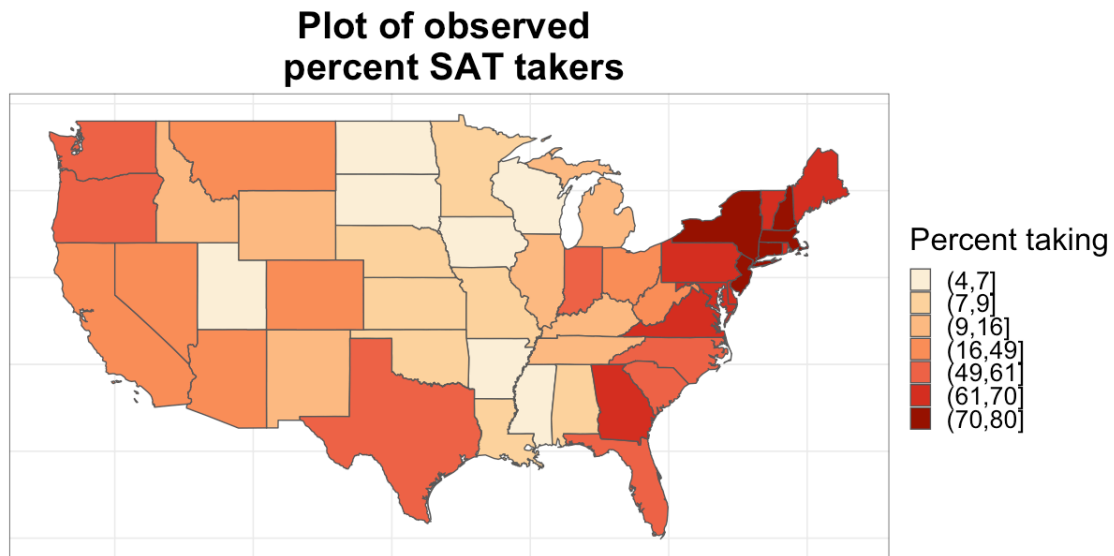 Plot of observed
percent SAT takers
Percent taking
(4,7]
(7,9]
(9,16]
(16,49]
(49,61]
(61,70]
(70,80]